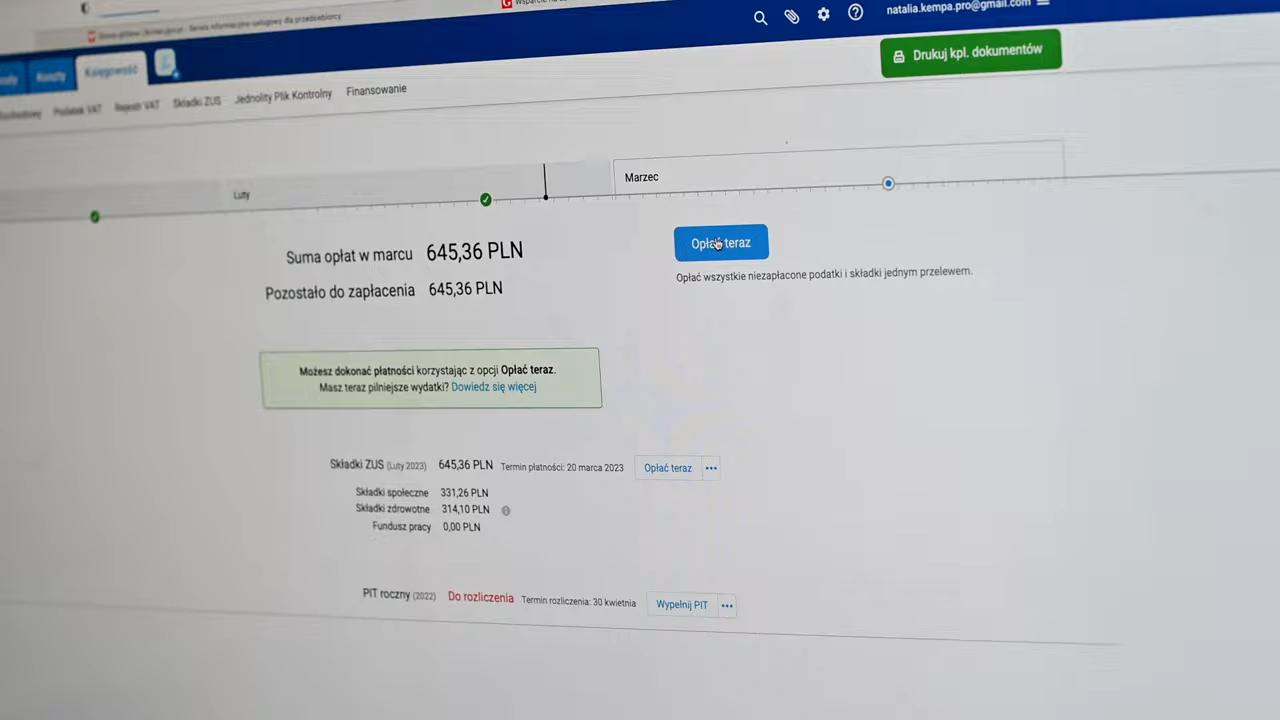 natalia.kempa.pro@gmail.com
Drukuj kpl. dokumentów
Koszty
Księgowość
Podatek VAT
Rejestr VAT
Składki ZUS
Jednolity Plik Kontrolny
Finansowanie
Luty
Marzec
Suma opłat w marcu 645,36 PLN
Opłać teraz
Pozostało do zapłacenia 645,36 PLN
Opłać wszystkie niezapłacone podatki i składki jednym przelewem.
Możesz dokonać płatności korzystając z opcji Opłać teraz.
Masz teraz pilniejsze wydatki? Dowiedz się więcej
Składki ZUS (Luty 2023) 645,36 PLN Termin płatności: 20 marca 2023 Opłać teraz
Składki społeczne 331,26 PLN
Składki zdrowotne 314,10 PLN
Fundusz pracy 0,00 PLN
PIT roczny (2022) Do rozliczenia Termin rozliczenia: 30 kwietnia Wypełnij PIT